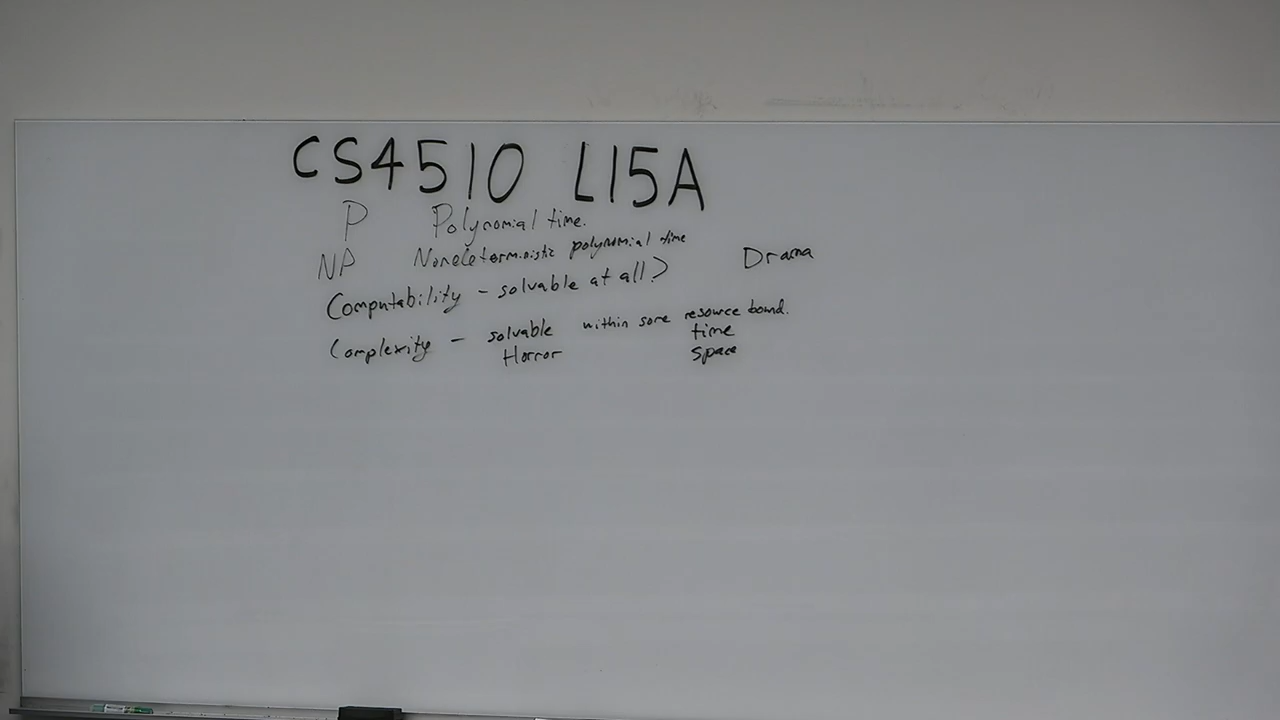 CS4510 L15A
P Polynomial time.
NP Nondeterministic polynomial time
Drama
Computability - solvable at all?
Complexity - solvable within some resource bound.
Horror
time
space